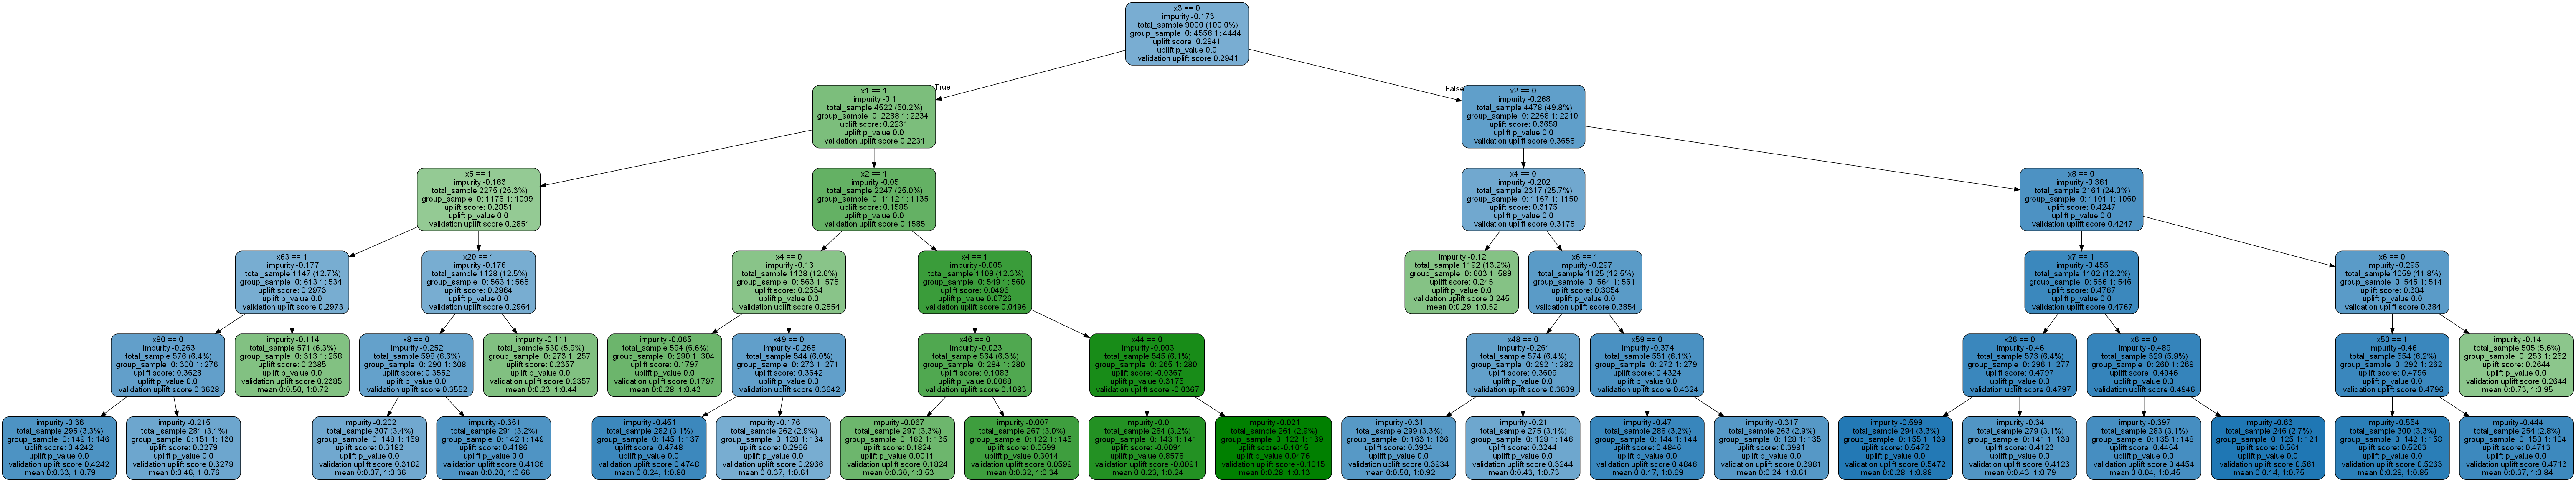 x3 == 0
impurity -0.173
total_sample 9000 (100.0%)
group_sample 0: 4556 1: 4444
uplift score: 0.2941
uplift p_value 0.0
validation uplift score 0.2941
True
False
x1 == 1
impurity -0.1
total_sample 4522 (50.2%)
group_sample 0: 2288 1: 2234
uplift score: 0.2231
uplift p_value 0.0
validation uplift score 0.2231
x2 == 0
impurity -0.268
total_sample 4478 (49.8%)
group_sample 0: 2268 1: 2210
uplift score: 0.3658
uplift p_value 0.0
validation uplift score 0.3658
x5 == 1
impurity -0.163
total_sample 2275 (25.3%)
group_sample 0: 1176 1: 1099
uplift score: 0.2851
uplift p_value 0.0
validation uplift score 0.2851
x2 == 1
impurity -0.05
total_sample 2247 (25.0%)
group_sample 0: 1112 1: 1135
uplift score: 0.1585
uplift p_value 0.0
validation uplift score 0.1585
x4 == 0
impurity -0.202
total_sample 2317 (25.7%)
group_sample 0: 1167 1: 1150
uplift score: 0.3175
uplift p_value 0.0
validation uplift score 0.3175
x8 == 0
impurity -0.361
total_sample 2161 (24.0%)
group_sample 0: 1101 1: 1060
uplift score: 0.4247
uplift p_value 0.0
validation uplift score 0.4247
x63 == 1
impurity -0.177
total_sample 1147 (12.7%)
group_sample 0: 613 1: 534
uplift score: 0.2973
uplift p_value 0.0
validation uplift score 0.2973
x20 == 1
impurity -0.176
total_sample 1128 (12.5%)
group_sample 0: 563 1: 565
uplift score: 0.2964
uplift p_value 0.0
validation uplift score 0.2964
x4 == 0
impurity -0.13
total_sample 1138 (12.6%)
group_sample 0: 563 1: 575
uplift score: 0.2554
uplift p_value 0.0
validation uplift score 0.2554
x4 == 1
impurity -0.005
total_sample 1109 (12.3%)
group_sample 0: 549 1: 560
uplift score: 0.0496
uplift p_value 0.0726
validation uplift score 0.0496
impurity -0.12
total_sample 1192 (13.2%)
group_sample 0: 603 1: 589
uplift score: 0.245
uplift p_value 0.0
validation uplift score 0.245
mean 0:0.29, 1:0.52
x6 == 1
impurity -0.297
total_sample 1125 (12.5%)
group_sample 0: 564 1: 561
uplift score: 0.3854
uplift p_value 0.0
validation uplift score 0.3854
x7 == 1
impurity -0.455
total_sample 1102 (12.2%)
group_sample 0: 556 1: 546
uplift score: 0.4767
uplift p_value 0.0
validation uplift score 0.4767
x6 == 0
impurity -0.295
total_sample 1059 (11.8%)
group_sample 0: 545 1: 514
uplift score: 0.384
uplift p_value 0.0
validation uplift score 0.384
x80 == 0
impurity -0.263
total_sample 576 (6.4%)
group_sample 0: 300 1: 276
uplift score: 0.3628
uplift p_value 0.0
validation uplift score 0.3628
impurity -0.114
total_sample 571 (6.3%)
group_sample 0: 313 1: 258
uplift score: 0.2385
uplift p_value 0.0
validation uplift score 0.2385
mean 0:0.50, 1:0.72
x8 == 0
impurity -0.252
total_sample 598 (6.6%)
group_sample 0: 290 1: 308
uplift score: 0.3552
uplift p_value 0.0
validation uplift score 0.3552
impurity -0.111
total_sample 530 (5.9%)
group_sample 0: 273 1: 257
uplift score: 0.2357
uplift p_value 0.0
validation uplift score 0.2357
mean 0:0.23, 1:0.44
impurity -0.065
total_sample 594 (6.6%)
group_sample 0: 290 1: 304
uplift score: 0.1797
uplift p_value 0.0
validation uplift score 0.1797
mean 0:0.28, 1:0.43
x49 == 0
impurity -0.265
total_sample 544 (6.0%)
group_sample 0: 273 1: 271
uplift score: 0.3642
uplift p_value 0.0
validation uplift score 0.3642
x46 == 0
impurity -0.023
total_sample 564 (6.3%)
group_sample 0: 284 1: 280
uplift score: 0.1083
uplift p_value 0.0068
validation uplift score 0.1083
x44 == 0
impurity -0.003
total_sample 545 (6.1%)
group_sample 0: 265 1: 280
uplift score: -0.0367
uplift p_value 0.3175
validation uplift score -0.0367
x48 == 0
impurity -0.261
total_sample 574 (6.4%)
group_sample 0: 292 1: 282
uplift score: 0.3609
uplift p_value 0.0
validation uplift score 0.3609
x59 == 0
impurity -0.374
total_sample 551 (6.1%)
group_sample 0: 272 1: 279
uplift score: 0.4324
uplift p_value 0.0
validation uplift score 0.4324
x26 == 0
impurity -0.46
total_sample 573 (6.4%)
group_sample 0: 296 1: 277
uplift score: 0.4797
uplift p_value 0.0
validation uplift score 0.4797
x6 == 0
impurity -0.489
total_sample 529 (5.9%)
group_sample 0: 260 1: 269
uplift score: 0.4946
uplift p_value 0.0
validation uplift score 0.4946
x50 == 1
impurity -0.46
total_sample 554 (6.2%)
group_sample 0: 292 1: 262
uplift score: 0.4796
uplift p_value 0.0
validation uplift score 0.4796
impurity -0.14
total_sample 505 (5.6%)
group_sample 0: 253 1: 252
uplift score: 0.2644
uplift p_value 0.0
validation uplift score 0.2644
mean 0:0.73, 1:0.95
impurity -0.36
total_sample 295 (3.3%)
group_sample 0: 149 1: 146
uplift score: 0.4242
uplift p_value 0.0
validation uplift score 0.4242
mean 0:0.33, 1:0.79
impurity -0.215
total_sample 281 (3.1%)
group_sample 0: 151 1: 130
uplift score: 0.3279
uplift p_value 0.0
validation uplift score 0.3279
mean 0:0.46, 1:0.76
impurity -0.202
total_sample 307 (3.4%)
group_sample 0: 148 1: 159
uplift score: 0.3182
uplift p_value 0.0
validation uplift score 0.3182
mean 0:0.07, 1:0.36
impurity -0.351
total_sample 291 (3.2%)
group_sample 0: 142 1: 149
uplift score: 0.4186
uplift p_value 0.0
validation uplift score 0.4186
mean 0:0.20, 1:0.66
impurity -0.451
total_sample 282 (3.1%)
group_sample 0: 145 1: 137
uplift score: 0.4748
uplift p_value 0.0
validation uplift score 0.4748
mean 0:0.24, 1:0.80
impurity -0.176
total_sample 262 (2.9%)
group_sample 0: 128 1: 134
uplift score: 0.2966
uplift p_value 0.0
validation uplift score 0.2966
mean 0:0.37, 1:0.61
impurity -0.067
total_sample 297 (3.3%)
group_sample 0: 162 1: 135
uplift score: 0.1824
uplift p_value 0.0011
validation uplift score 0.1824
mean 0:0.30, 1:0.53
impurity -0.007
total_sample 267 (3.0%)
group_sample 0: 122 1: 145
uplift score: 0.0599
uplift p_value 0.3014
validation uplift score 0.0599
mean 0:0.32, 1:0.34
impurity -0.0
total_sample 284 (3.2%)
group_sample 0: 143 1: 141
uplift score: -0.0091
uplift p_value 0.8578
validation uplift score -0.0091
mean 0:0.23, 1:0.24
impurity -0.021
total_sample 261 (2.9%)
group_sample 0: 122 1: 139
uplift score: -0.1015
uplift p_value 0.0476
validation uplift score -0.1015
mean 0:0.28, 1:0.13
impurity -0.31
total_sample 299 (3.3%)
group_sample 0: 163 1: 136
uplift score: 0.3934
uplift p_value 0.0
validation uplift score 0.3934
mean 0:0.50, 1:0.92
impurity -0.21
total_sample 275 (3.1%)
group_sample 0: 129 1: 146
uplift score: 0.3244
uplift p_value 0.0
validation uplift score 0.3244
mean 0:0.43, 1:0.73
impurity -0.47
total_sample 288 (3.2%)
group_sample 0: 144 1: 144
uplift score: 0.4846
uplift p_value 0.0
validation uplift score 0.4846
mean 0:0.17, 1:0.69
impurity -0.317
total_sample 263 (2.9%)
group_sample 0: 128 1: 135
uplift score: 0.3981
uplift p_value 0.0
validation uplift score 0.3981
mean 0:0.24, 1:0.61
impurity -0.599
total_sample 294 (3.3%)
group_sample 0: 155 1: 139
uplift score: 0.5472
uplift p_value 0.0
validation uplift score 0.5472
mean 0:0.28, 1:0.88
impurity -0.34
total_sample 279 (3.1%)
group_sample 0: 141 1: 138
uplift score: 0.4123
uplift p_value 0.0
validation uplift score 0.4123
mean 0:0.43, 1:0.79
impurity -0.397
total_sample 283 (3.1%)
group_sample 0: 135 1: 148
uplift score: 0.4454
uplift p_value 0.0
validation uplift score 0.4454
mean 0:0.04, 1:0.45
impurity -0.63
total_sample 246 (2.7%)
group_sample 0: 125 1: 121
uplift score: 0.561
uplift p_value 0.0
validation uplift score 0.561
mean 0:0.14, 1:0.75
impurity -0.554
total_sample 300 (3.3%)
group_sample 0: 142 1: 158
uplift score: 0.5263
uplift p_value 0.0
validation uplift score 0.5263
mean 0:0.29, 1:0.85
impurity -0.444
total_sample 254 (2.8%)
group_sample 0: 150 1: 104
uplift score: 0.4713
uplift p_value 0.0
validation uplift score 0.4713
mean 0:0.37, 1:0.84